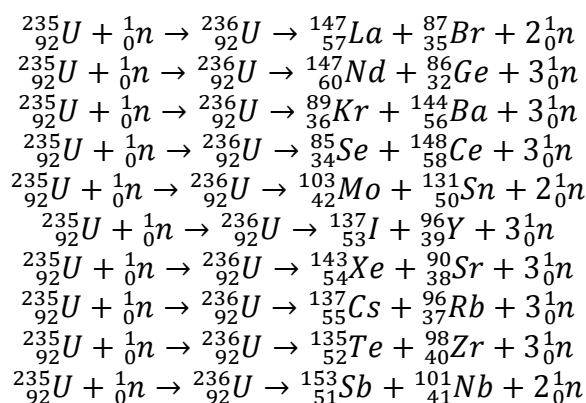 ²³⁵₉₂U + ¹₀n → ²³⁶₉₂U → ¹⁴⁷₅₇La + ⁸⁷₃₅Br + 2¹₀n
²³⁵₉₂U + ¹₀n → ²³⁶₉₂U → ¹⁴⁷₆₀Nd + ⁸⁶₃₂Ge + 3¹₀n
²³⁵₉₂U + ¹₀n → ²³⁶₉₂U → ⁸⁹₃₆Kr + ¹⁴⁴₅₆Ba + 3¹₀n
²³⁵₉₂U + ¹₀n → ²³⁶₉₂U → ⁸⁵₃₄Se + ¹⁴⁸₅₈Ce + 3¹₀n
²³⁵₉₂U + ¹₀n → ²³⁶₉₂U → ¹⁰³₄₂Mo + ¹³¹₅₀Sn + 2¹₀n
²³⁵₉₂U + ¹₀n → ²³⁶₉₂U → ¹³⁷₅₃I + ⁹⁶₃₉Y + 3¹₀n
²³⁵₉₂U + ¹₀n → ²³⁶₉₂U → ¹⁴³₅₄Xe + ⁹⁰₃₈Sr + 3¹₀n
²³⁵₉₂U + ¹₀n → ²³⁶₉₂U → ¹³⁷₅₅Cs + ⁹⁶₃₇Rb + 3¹₀n
²³⁵₉₂U + ¹₀n → ²³⁶₉₂U → ¹³⁵₅₂Te + ⁹⁸₄₀Zr + 3¹₀n
²³⁵₉₂U + ¹₀n → ²³⁶₉₂U → ¹⁵³₅₁Sb + ¹⁰¹₄₁Nb + 2¹₀n